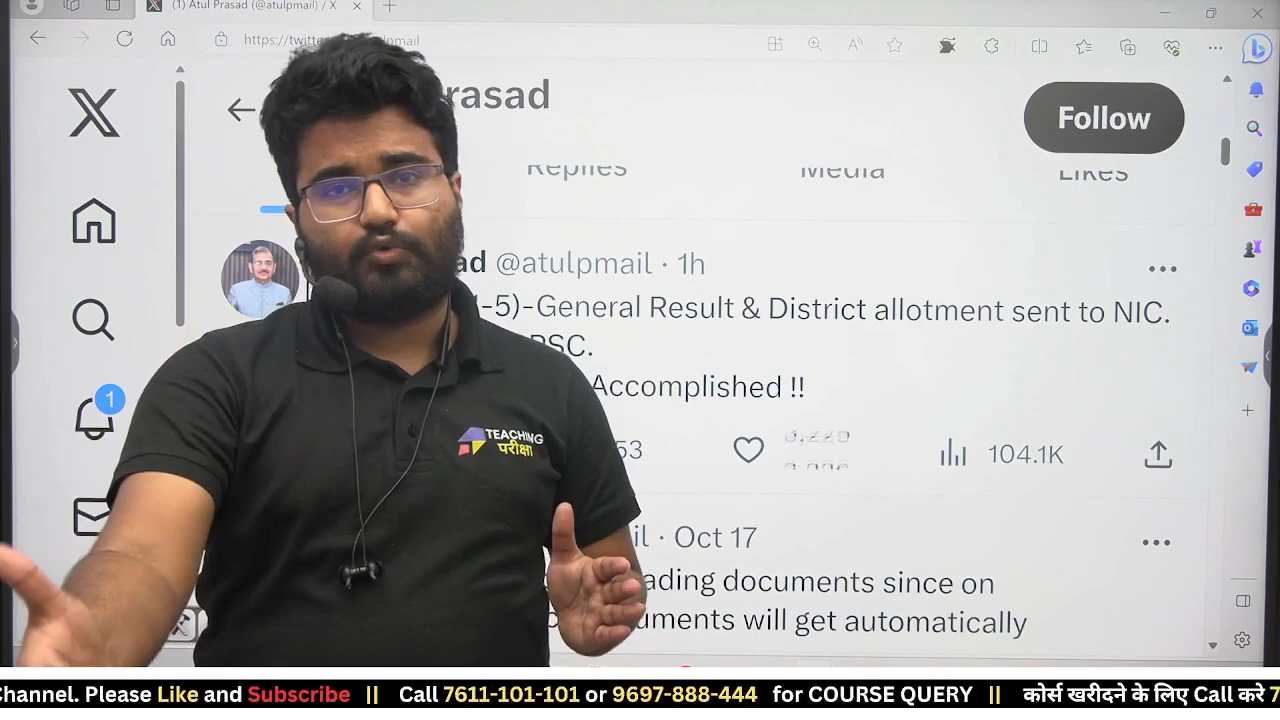 (1) Atul Prasad (@atulpmail) / X
https://twitte
pmail
rasad
Follow
Replies
Media
Likes
ad @atulpmail · 1h
-5)-General Result & District allotment sent to NIC.
PSC.
Accomplished !!
53
104.1K
1
il · Oct 17
ading documents since on
uments will get automatically
TEACHING
परीक्षा
Channel. Please Like and Subscribe || Call 7611-101-101 or 9697-888-444 for COURSE QUERY || कोर्स खरीदने के लिए Call करे 7